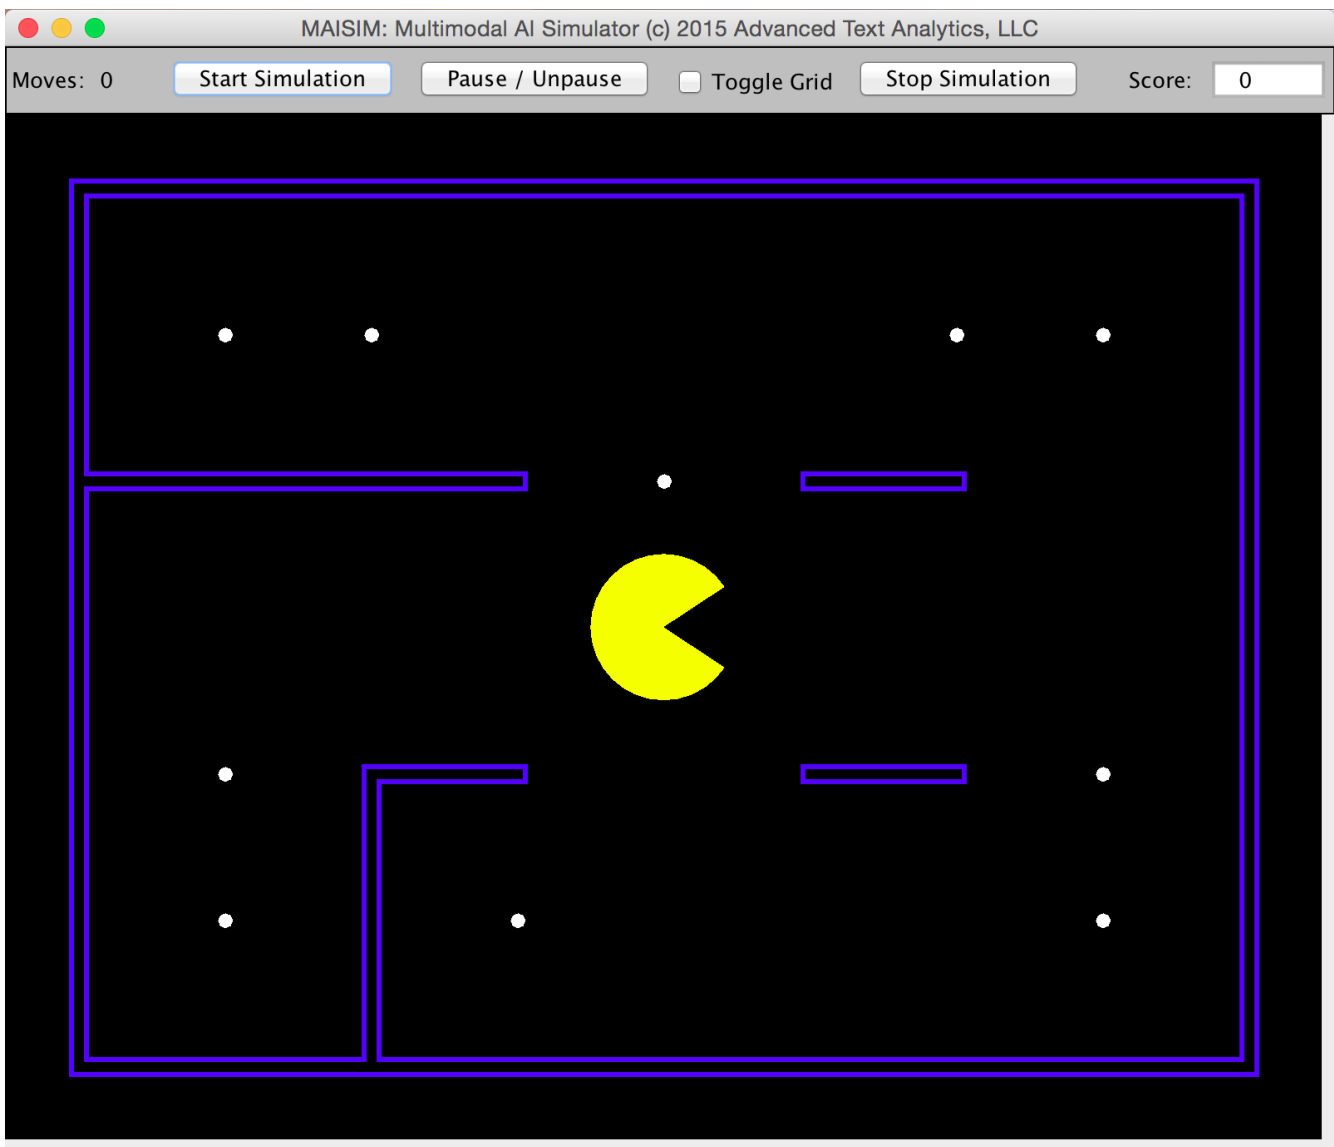 MAISIM: Multimodal AI Simulator (c) 2015 Advanced Text Analytics, LLC
Moves: 0 Start Simulation Pause / Unpause Toggle Grid Stop Simulation Score: 0